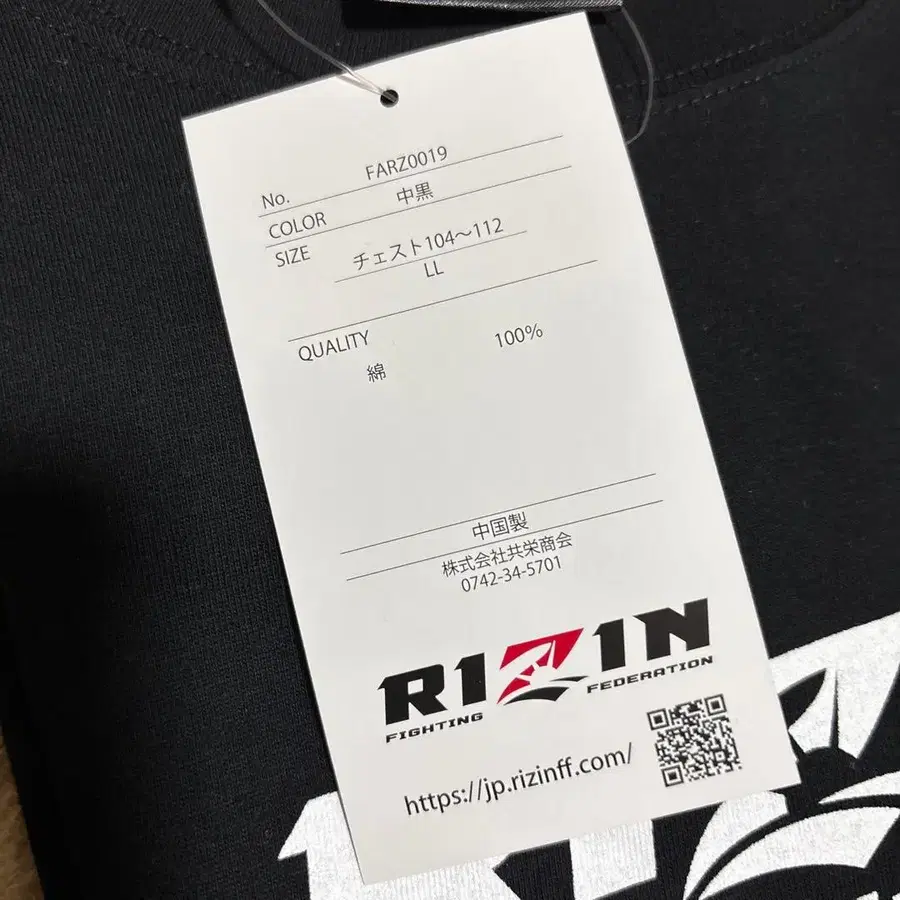 No. FARZ0019
COLOR 中黒
SIZE チェスト104～112
LL
QUALITY
綿 100%
中国製
株式会社共栄商会
0742-34-5701
RIZIN
FIGHTING FEDERATION
https://jp.rizinff.com/